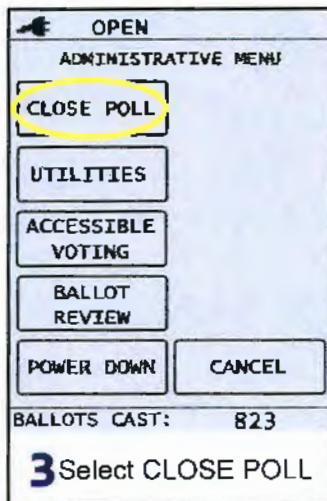 OPEN
ADMINISTRATIVE MENU
CLOSE POLL
UTILITIES
ACCESSIBLE
VOTING
BALLOT
REVIEW
POWER DOWN
CANCEL
BALLOTS CAST: 823
3 Select CLOSE POLL